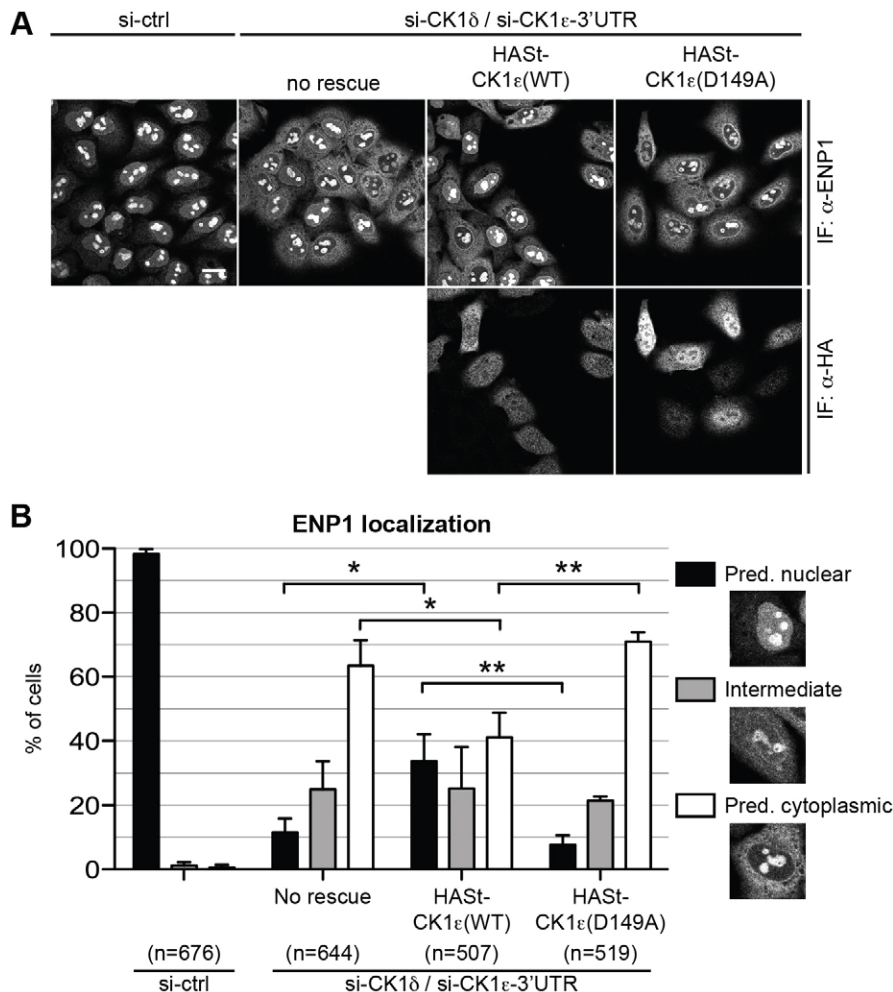 A
si-ctrl
si-CK1δ / si-CK1ε-3'UTR
no rescue
HASt-
CK1ε(WT)
HASt-
CK1ε(D149A)
IF: α-ENP1
IF: α-HA
B
ENP1 localization
% of cells
100
80
60
40
20
0
*
*
**
**
Pred. nuclear
Intermediate
Pred. cytoplasmic
No rescue
HASt-
CK1ε(WT)
HASt-
CK1ε(D149A)
(n=676) (n=644) (n=507) (n=519)
si-ctrl si-CK1δ / si-CK1ε-3'UTR